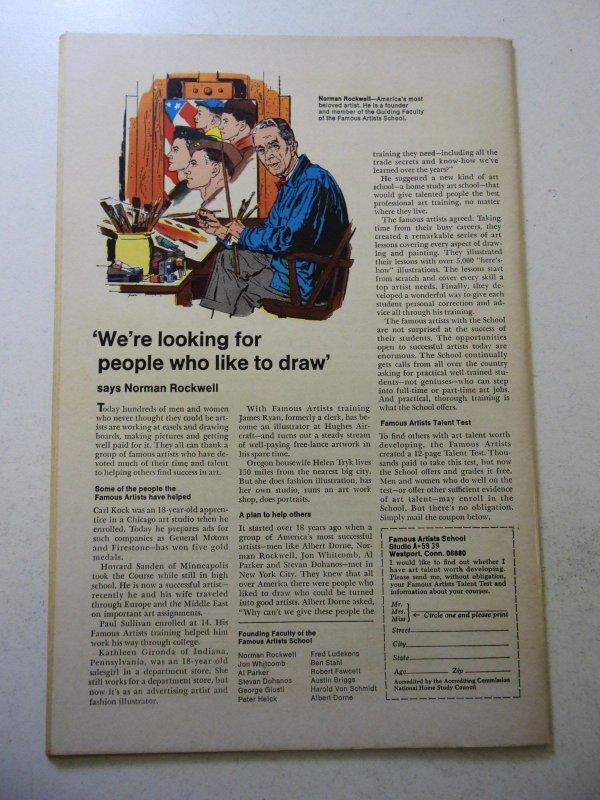 Norman Rockwell—America's most
beloved artist. He is a founder
and member of the Guiding Faculty
of the Famous Artists School.
'We're looking for
people who like to draw'
says Norman Rockwell
Today hundreds of men and women
who never thought they could be art-
ists are working at easels and drawing
boards, making pictures and getting
well paid for it. They all can thank a
group of famous artists who have de-
voted much of their time and talent
to helping others find success in art.
Some of the people the
Famous Artists have helped
Carl Kock was an 18-year-old appren-
tice in a Chicago art studio when he
enrolled. Today he prepares ads for
such companies as General Motors
and Firestone—has won five gold
medals.
Howard Sanden of Minneapolis
took the Course while still in high
school. He is now a successful artist—
recently he and his wife traveled
through Europe and the Middle East
on important art assignments.
Paul Sullivan enrolled at 14. His
Famous Artists training helped him
work his way through college.
Kathleen Gironda of Indiana,
Pennsylvania, was an 18-year-old
salesgirl in a department store. She
still works for a department store, but
now it's as an advertising artist and
fashion illustrator.
With Famous Artists training
James Ryan, formerly a clerk, has be-
come an illustrator at Hughes Air-
craft—and turns out a steady stream
of well-paying free-lance artwork in
his spare time.
Oregon housewife Helen Tryk lives
150 miles from the nearest big city.
But she does fashion illustration, has
her own studio, runs an art work
shop, does portraits.
A plan to help others
It started over 18 years ago when a
group of America's most successful
artists—men like Albert Dorne, Nor-
man Rockwell, Jon Whitcomb, Al
Parker and Stevan Dohanos—met in
New York City. They knew that all
over America there were people who
liked to draw who could be turned
into good artists. Albert Dorne asked,
"Why can't we give these people the
Founding Faculty of the
Famous Artists School
Norman Rockwell
Jon Whitcomb
Al Parker
Stevan Dohanos
George Giusti
Peter Helck
Fred Ludekens
Ben Stahl
Robert Fawcett
Austin Briggs
Harold Von Schmidt
Albert Dorne
training they need—including all the
trade secrets and know-how we've
learned over the years?"
He suggested a new kind of art
school—a home study art school—that
would give talented people the best
professional art training, no matter
where they live.
The famous artists agreed. Taking
time from their busy careers, they
created a remarkable series of art
lessons covering every aspect of draw-
ing and painting. They illustrated
their lessons with over 5,000 "here's-
how" illustrations. The lessons start
from scratch and cover every skill a
top artist needs. Finally, they de-
veloped a wonderful way to give each
student personal correction and ad-
vice all through his training.
The famous artists with the School
are not surprised at the success of
their students. The opportunities
open to successful artists today are
enormous. The School continually
gets calls from all over the country
asking for practical well-trained stu-
dents—not geniuses—who can step
into full-time or part-time art jobs.
And practical, thorough training is
what the School offers.
Famous Artists Talent Test
To find others with art talent worth
developing, the Famous Artists
created a 12-page Talent Test. Thou-
sands paid to take this test, but now
the School offers and grades it free.
Men and women who do well on the
test—or offer other sufficient evidence
of art talent—may enroll in the
School. But there's no obligation.
Simply mail the coupon below.
Famous Artists School
Studio A-5939
Westport, Conn. 06880
I would like to find out whether I
have art talent worth developing.
Please send me, without obligation,
your Famous Artists Talent Test and
information about your courses.
Mr.
Mrs. ← Circle one and please print
Miss
Street
City
State
Age Zip
Accredited by the Accrediting Commission
National Home Study Council